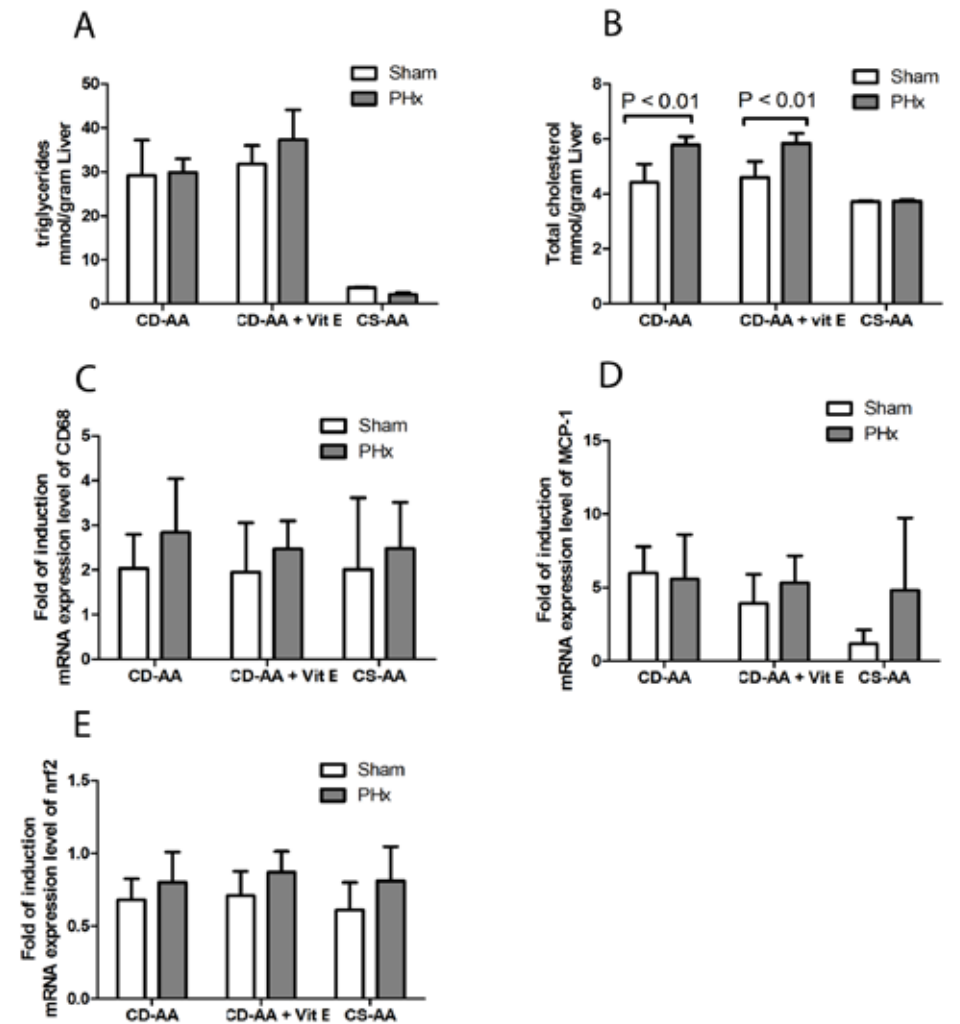 A
Sham
PHx
triglycerides
mmol/gram Liver
50
40
30
20
10
0
CD-AA
CD-AA + Vit E
CS-AA
B
Sham
PHx
Total cholesterol
mmol/gram Liver
8
6
4
2
0
P < 0.01
P < 0.01
CD-AA
CD-AA + vit E
CS-AA
C
Sham
PHx
Fold of induction
mRNA expression level of CD68
5
4
3
2
1
0
CD-AA
CD-AA + Vit E
CS-AA
D
Sham
PHx
Fold of induction
mRNA expression level of MCP-1
15
10
5
0
CD-AA
CD-AA + Vit E
CS-AA
E
Sham
PHx
Fold of induction
mRNA expression level of nrf2
1.5
1.0
0.5
0.0
CD-AA
CD-AA + Vit E
CS-AA